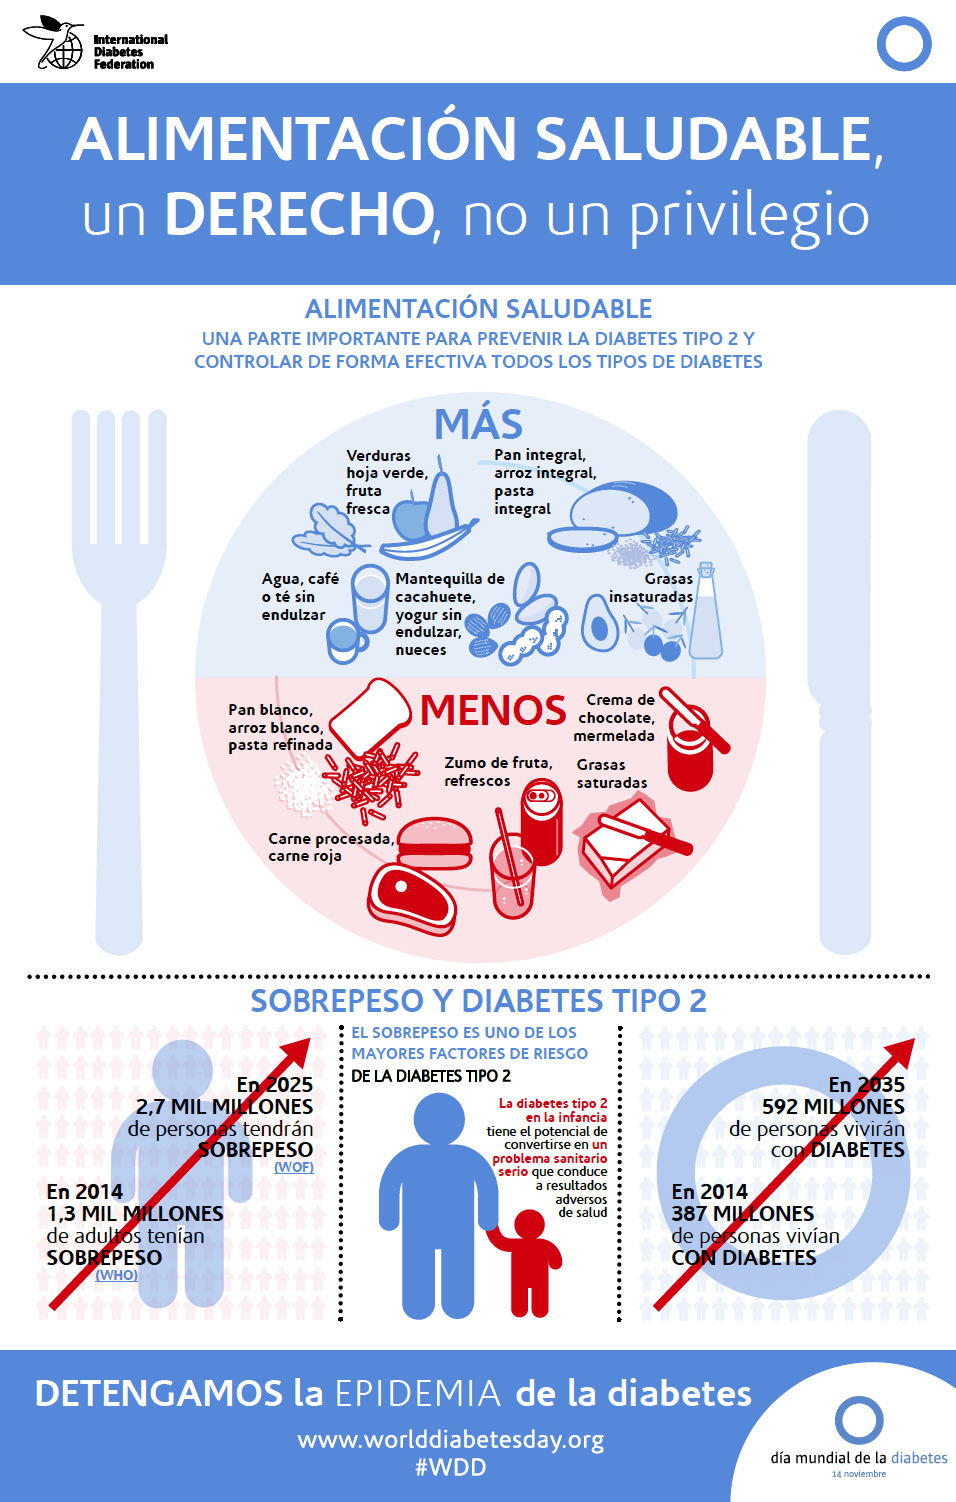 International
Diabetes
Federation
ALIMENTACIÓN SALUDABLE,
un DERECHO, no un privilegio
ALIMENTACIÓN SALUDABLE
UNA PARTE IMPORTANTE PARA PREVENIR LA DIABETES TIPO 2 Y
CONTROLAR DE FORMA EFECTIVA TODOS LOS TIPOS DE DIABETES
MÁS
Verduras
hoja verde,
fruta
fresca
Pan integral,
arroz integral,
pasta
integral
Agua, café
o té sin
endulzar
Mantequilla de
cacahuete,
yogur sin
endulzar,
nueces
Grasas
insaturadas
MENOS
Pan blanco,
arroz blanco,
pasta refinada
Crema de
chocolate,
mermelada
Zumo de fruta,
refrescos
Grasas
saturadas
Carne procesada,
carne roja
SOBREPESO Y DIABETES TIPO 2
En 2025
2,7 MIL MILLONES
de personas tendrán
SOBREPESO
(WOF)
En 2014
1,3 MIL MILLONES
de adultos tenían
SOBREPESO
(WHO)
EL SOBREPESO ES UNO DE LOS
MAYORES FACTORES DE RIESGO
DE LA DIABETES TIPO 2
La diabetes tipo 2
en la infancia
tiene el potencial de
convertirse en un
problema sanitario
serio que conduce
a resultados
adversos
de salud
En 2035
592 MILLONES
de personas vivirán
con DIABETES
En 2014
387 MILLONES
de personas vivían
CON DIABETES
DETENGAMOS la EPIDEMIA de la diabetes
www.worlddiabetesday.org
#WDD
día mundial de la diabetes
14 noviembre